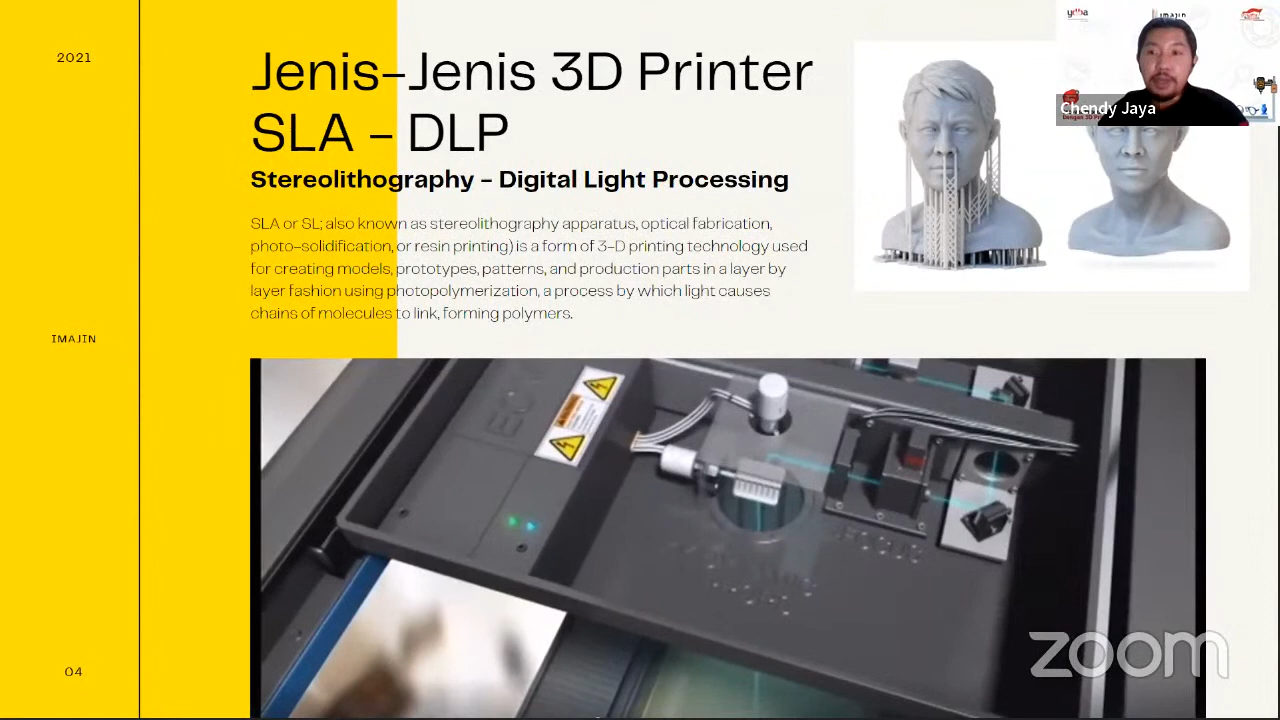 2021
Jenis-Jenis 3D Printer
SLA - DLP
Stereolithography - Digital Light Processing
SLA or SL; also known as stereolithography apparatus, optical fabrication,
photo-solidification, or resin printing) is a form of 3-D printing technology used
for creating models, prototypes, patterns, and production parts in a layer by
layer fashion using photopolymerization, a process by which light causes
chains of molecules to link, forming polymers.
IMAJIN
04
imajin
Chendy Jaya
zoom